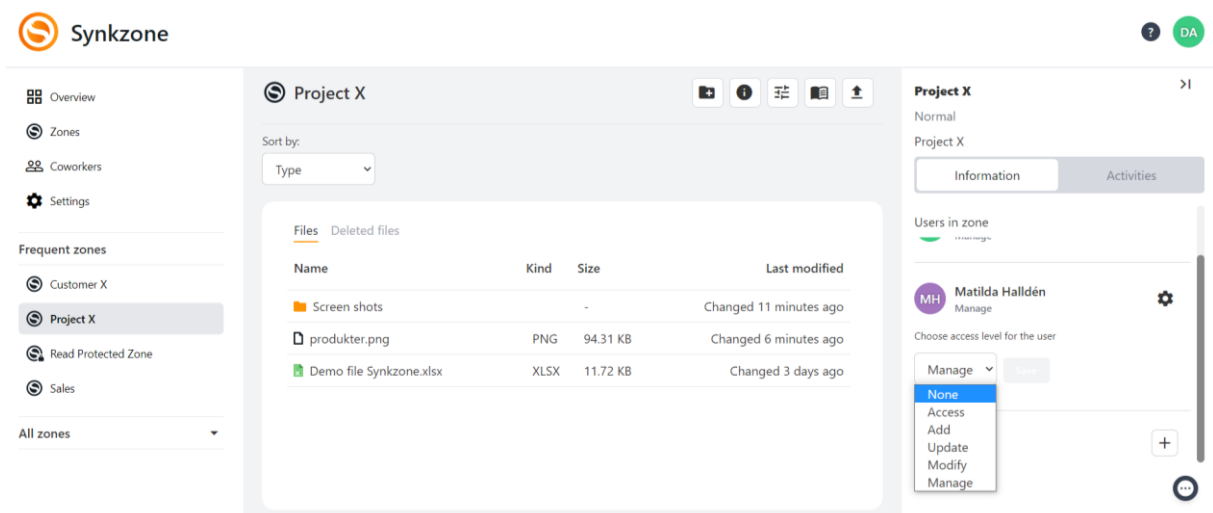 Synkzone
?
DA
Overview
Zones
Coworkers
Settings
Frequent zones
Customer X
Project X
Read Protected Zone
Sales
All zones
Project X
Sort by:
Type
Files Deleted files
Name Kind Size Last modified
Screen shots - Changed 11 minutes ago
produkter.png PNG 94.31 KB Changed 6 minutes ago
Demo file Synkzone.xlsx XLSX 11.72 KB Changed 3 days ago
Project X
Normal
Project X
Information Activities
Users in zone
Manage
MH
Matilda Halldén
Manage
Choose access level for the user
Manage Save
None
Access
Add
Update
Modify
Manage